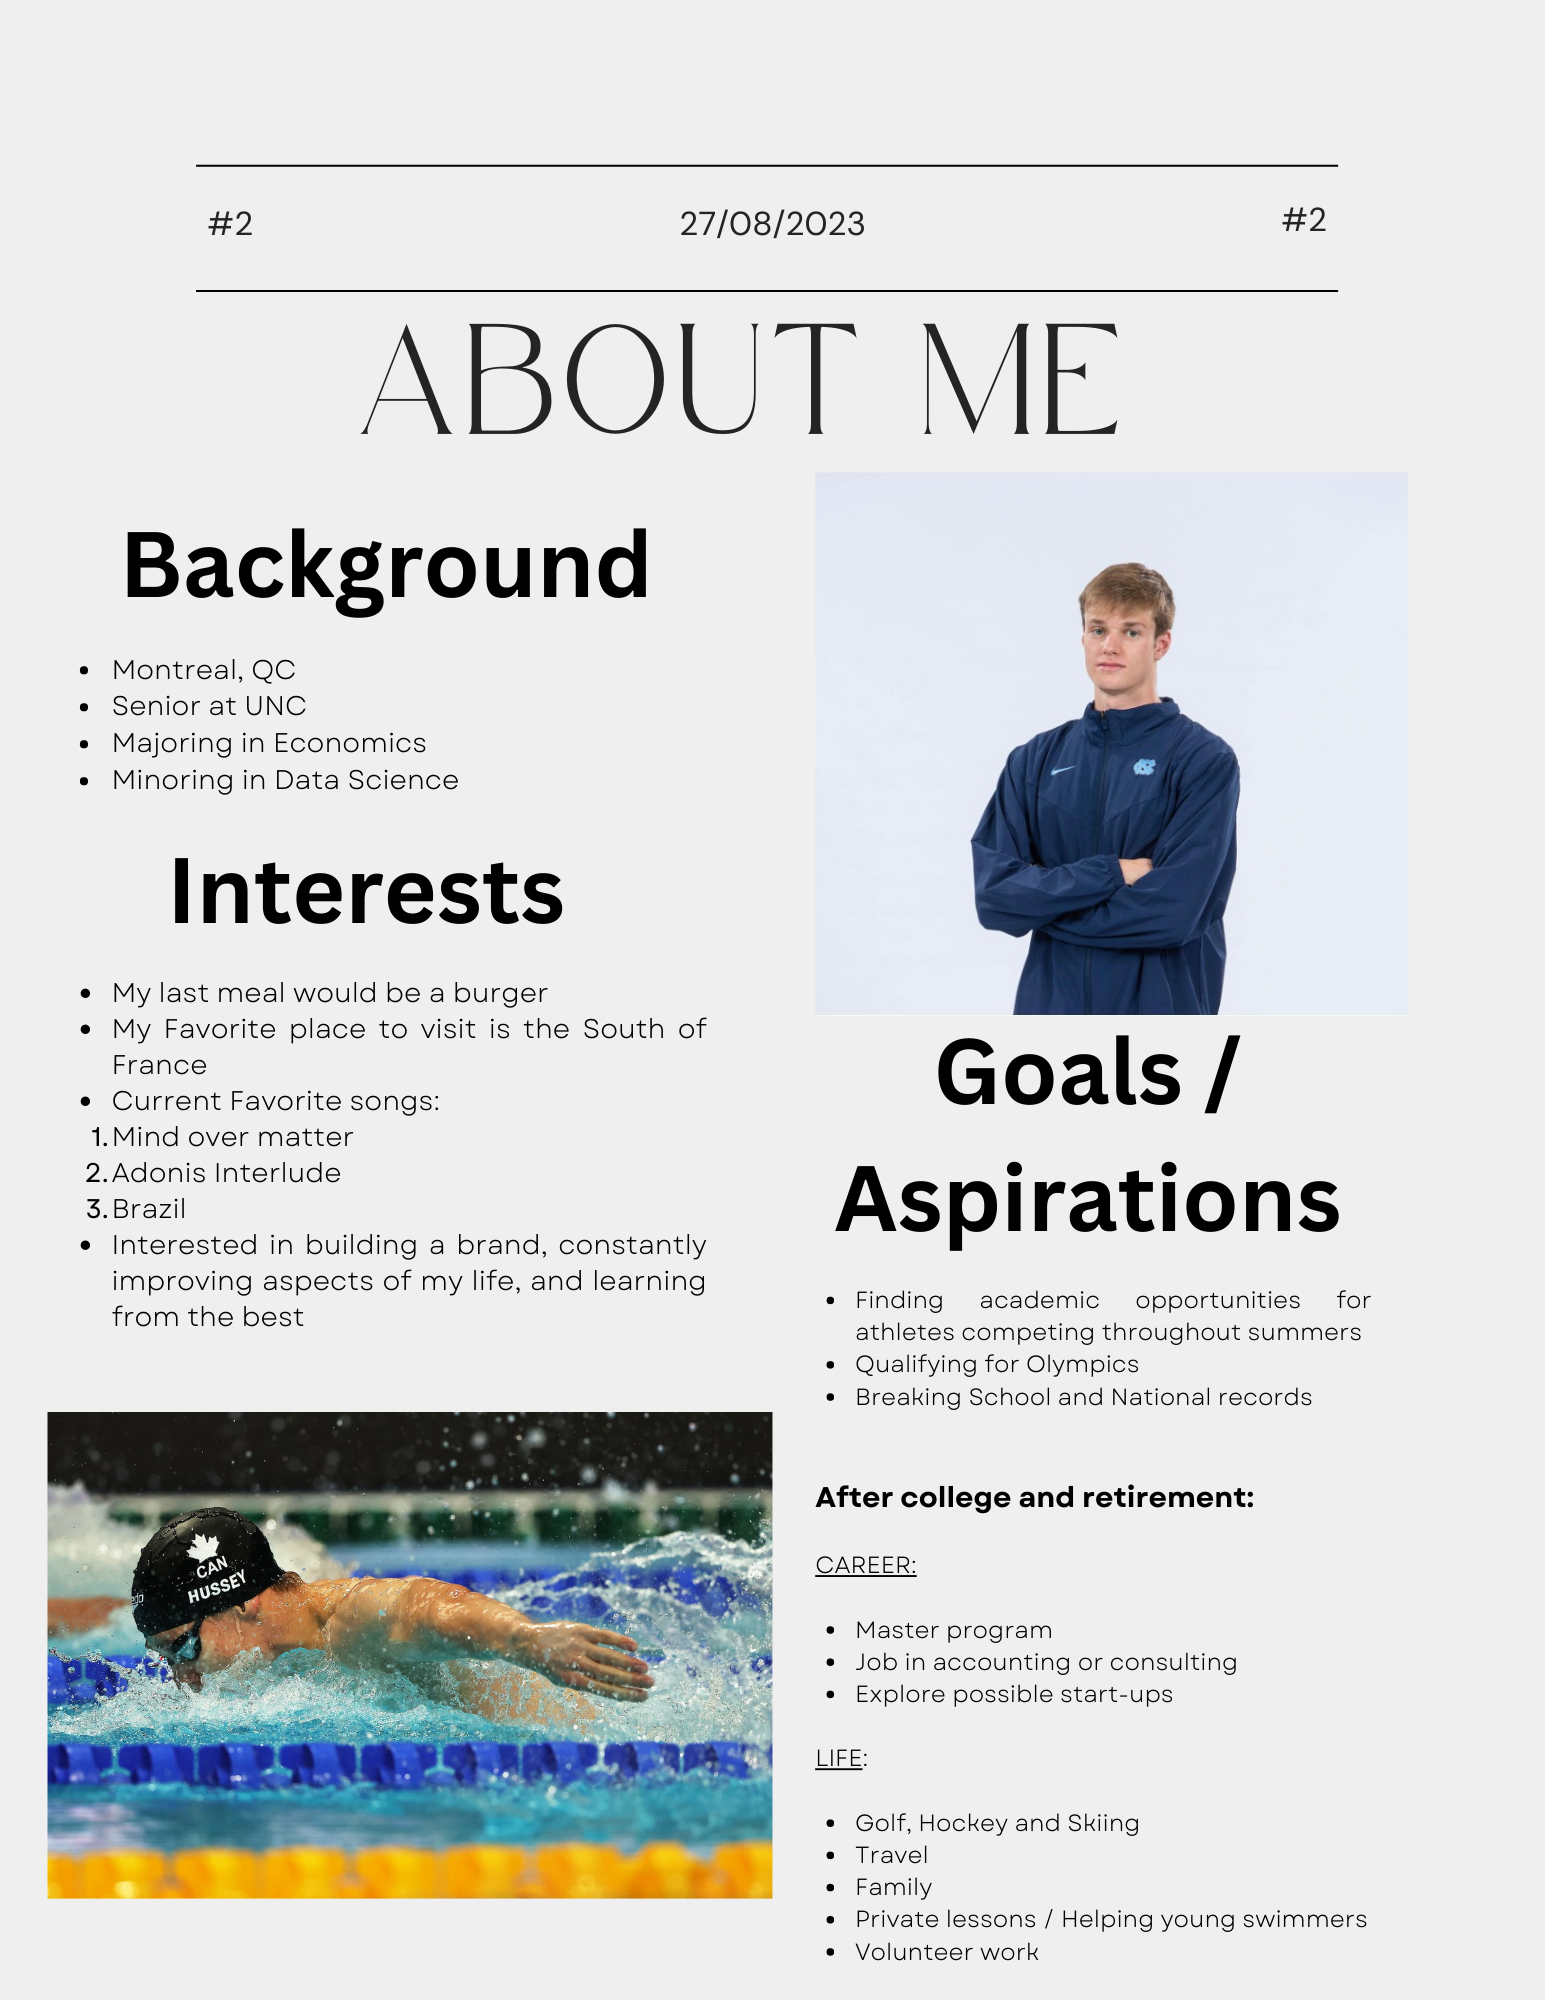 #2
27/08/2023
#2
ABOUT ME
Background
• Montreal, QC
• Senior at UNC
• Majoring in Economics
• Minoring in Data Science
Interests
• My last meal would be a burger
• My Favorite place to visit is the South of
France
• Current Favorite songs:
1. Mind over matter
2. Adonis Interlude
3. Brazil
• Interested in building a brand, constantly
improving aspects of my life, and learning
from the best
CAN
HUSSEY
NC
Goals /
Aspirations
• Finding academic opportunities for
athletes competing throughout summers
• Qualifying for Olympics
• Breaking School and National records
After college and retirement:
CAREER:
• Master program
• Job in accounting or consulting
• Explore possible start-ups
LIFE:
• Golf, Hockey and Skiing
• Travel
• Family
• Private lessons / Helping young swimmers
• Volunteer work